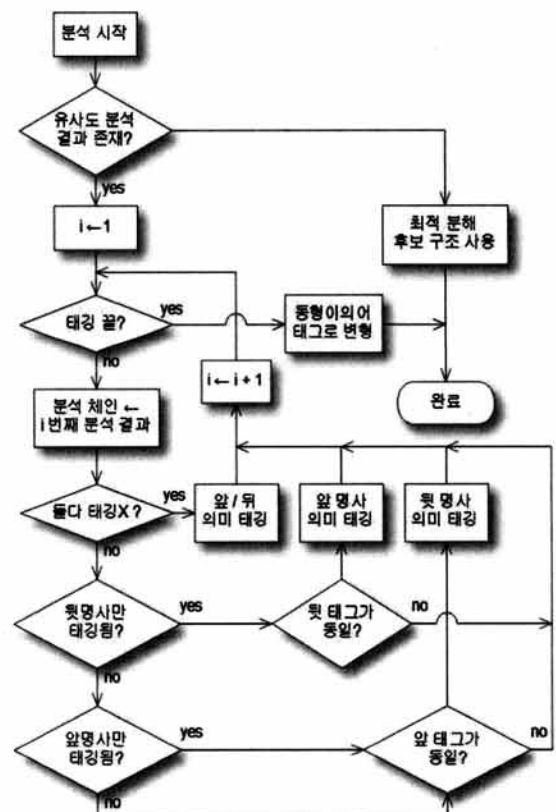 분석 시작
유사도 분석
결과 존재?
yes
i←1
최적 분해
후보 구조 사용
태깅 끝?
yes
동형이의어
태그로 변형
no
i← i + 1
분석 체인 ←
i번째 분석 결과
완료
둘다 태깅X ?
yes
앞 / 뒤
의미 태깅
앞 명사
의미 태깅
뒷 명사
의미 태깅
no
뒷명사만
태깅됨?
yes
뒷 태그가
동일?
no
no
앞명사만
태깅됨?
yes
앞 태그가
동일?
no
no